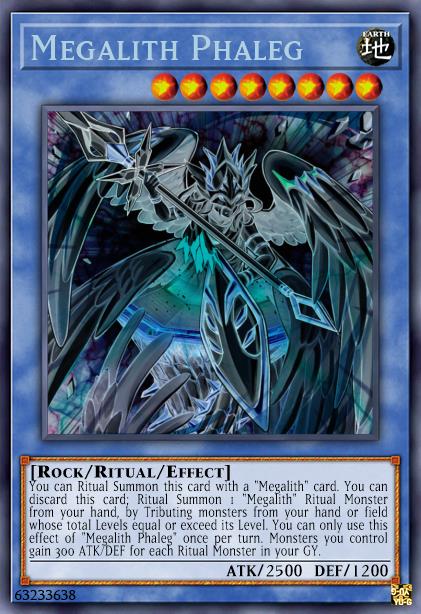 Megalith Phaleg
EARTH
地
[Rock/Ritual/Effect]
You can Ritual Summon this card with a "Megalith" card. You can
discard this card; Ritual Summon 1 "Megalith" Ritual Monster
from your hand, by Tributing monsters from your hand or field
whose total Levels equal or exceed its Level. You can only use this
effect of "Megalith Phaleg" once per turn. Monsters you control
gain 300 ATK/DEF for each Ritual Monster in your GY.
ATK/2500 DEF/1200
63233638